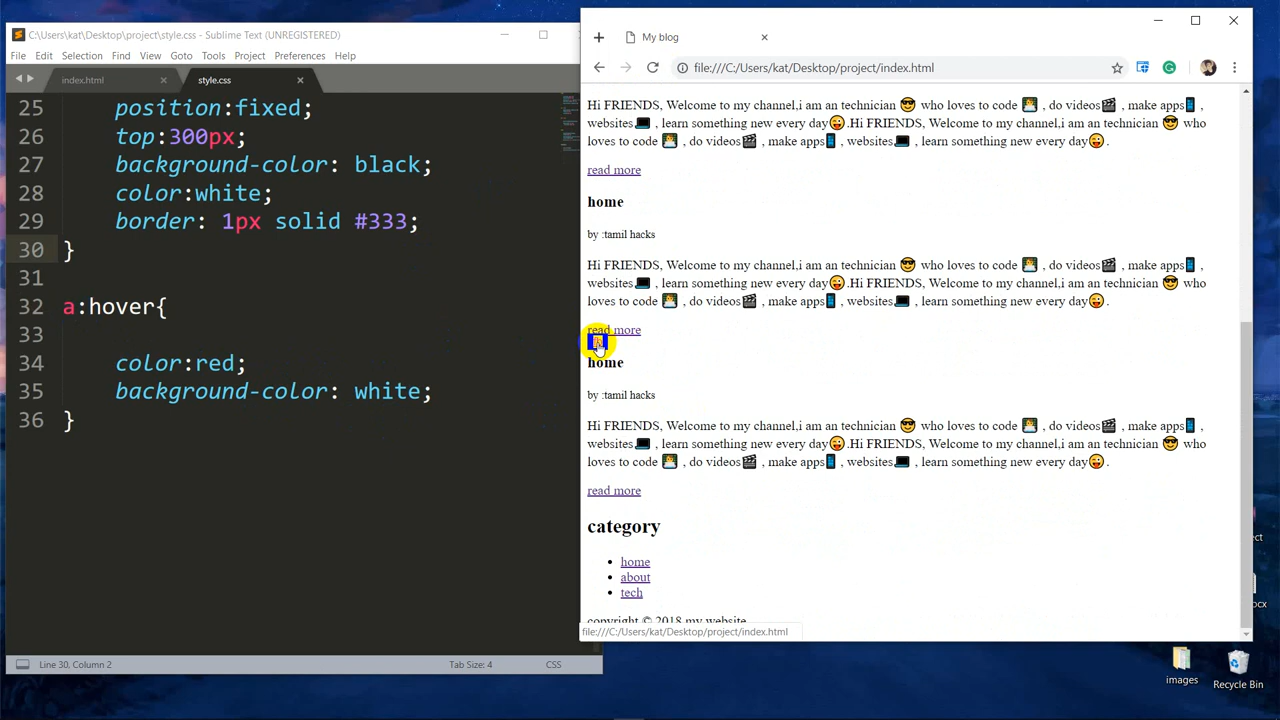 C:\Users\kat\Desktop\project\style.css - Sublime Text (UNREGISTERED)
File Edit Selection Find View Goto Tools Project Preferences Help
index.html style.css
25 position:fixed;
26 top:300px;
27 background-color: black;
28 color:white;
29 border: 1px solid #333;
30 }
31
32 a:hover{
33
34 color:red;
35 background-color: white;
36 }
Line 30, Column 2 Tab Size: 4 CSS
My blog
file:///C:/Users/kat/Desktop/project/index.html
Hi FRIENDS, Welcome to my channel,i am an technician 😎 who loves to code 👨‍💻 , do videos🎬 , make apps📱 ,
websites💻 , learn something new every day😜.Hi FRIENDS, Welcome to my channel,i am an technician 😎 who
loves to code 👨‍💻 , do videos🎬 , make apps📱 , websites💻 , learn something new every day😜.
read more
home
by :tamil hacks
Hi FRIENDS, Welcome to my channel,i am an technician 😎 who loves to code 👨‍💻 , do videos🎬 , make apps📱 ,
websites💻 , learn something new every day😜.Hi FRIENDS, Welcome to my channel,i am an technician 😎 who
loves to code 👨‍💻 , do videos🎬 , make apps📱 , websites💻 , learn something new every day😜.
read more
home
by :tamil hacks
Hi FRIENDS, Welcome to my channel,i am an technician 😎 who loves to code 👨‍💻 , do videos🎬 , make apps📱 ,
websites💻 , learn something new every day😜.Hi FRIENDS, Welcome to my channel,i am an technician 😎 who
loves to code 👨‍💻 , do videos🎬 , make apps📱 , websites💻 , learn something new every day😜.
read more
category
home
about
tech
copyright © 2018 my website
file:///C:/Users/kat/Desktop/project/index.html
images
Recycle Bin